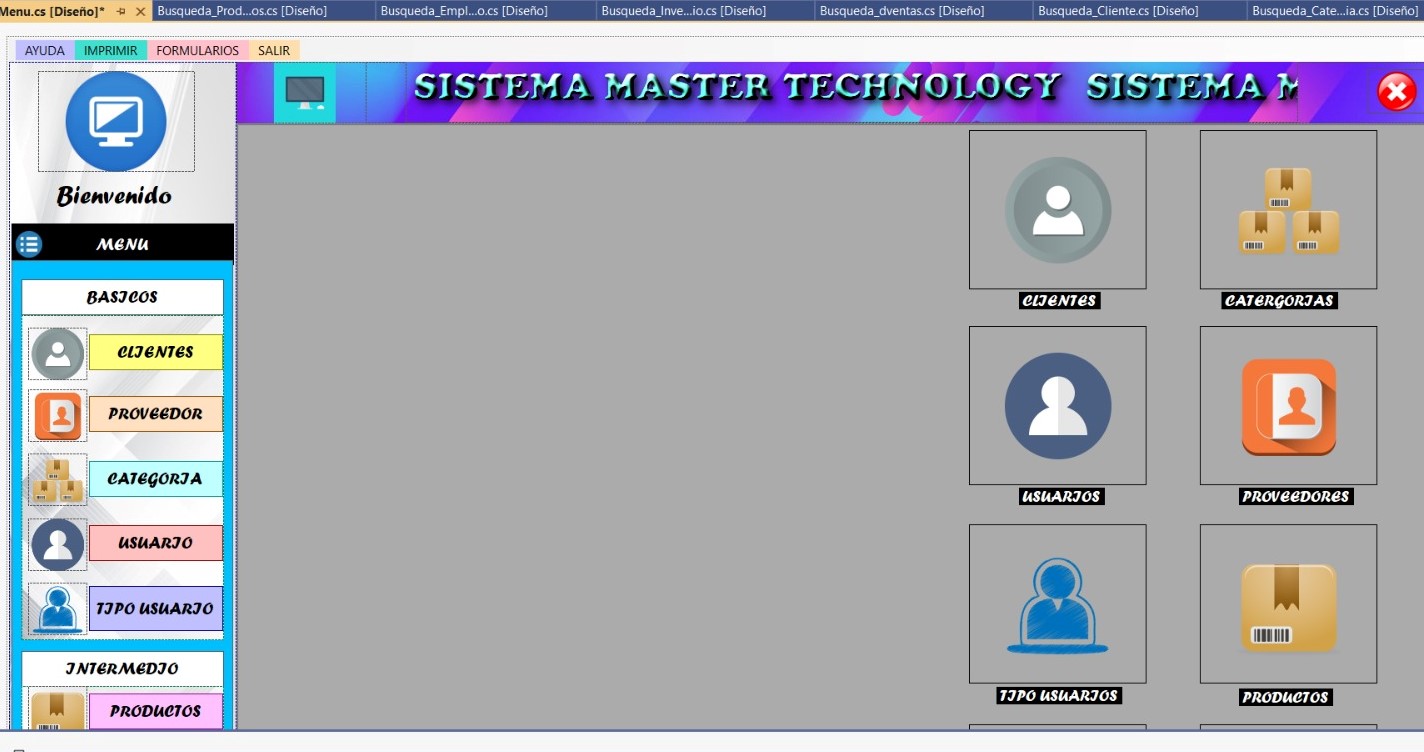 Menu.cs [Diseño]*
Busqueda_Prod...os.cs [Diseño]
Busqueda_Empl...o.cs [Diseño]
Busqueda_Inve...io.cs [Diseño]
Busqueda_dventas.cs [Diseño]
Busqueda_Cliente.cs [Diseño]
Busqueda_Cate...ia.cs [Diseño]
AYUDA IMPRIMIR FORMULARIOS SALIR
SISTEMA MASTER TECHNOLOGY SISTEMA M
Bienvenido
MENU
BASICOS
CLIENTES
PROVEEDOR
CATEGORIA
USUARIO
TIPO USUARIO
INTERMEDIO
PRODUCTOS
CLIENTES
CATERGORIAS
USUARIOS
PROVEEDORES
TIPO USUARIOS
PRODUCTOS